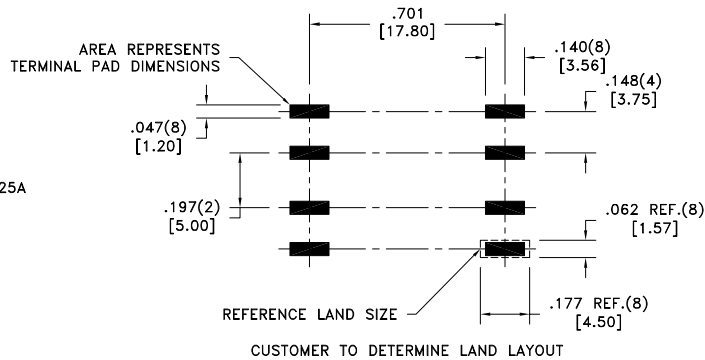 .701
[17.80]
AREA REPRESENTS
TERMINAL PAD DIMENSIONS
.140(8)
[3.56]
.148(4)
[3.75]
.047(8)
[1.20]
25A
.197(2)
[5.00]
.062 REF.(8)
[1.57]
REFERENCE LAND SIZE
.177 REF.(8)
[4.50]
CUSTOMER TO DETERMINE LAND LAYOUT